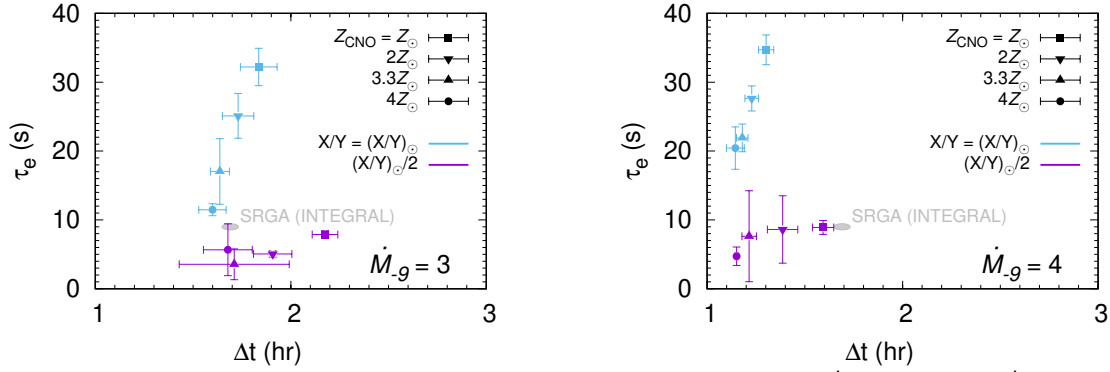 40
30
20
10
0
τe (s)
1
2
3
Δt (hr)
ZCNO = Z☉
2Z☉
3.3Z☉
4Z☉
X/Y = (X/Y)☉
(X/Y)☉/2
SRGA (INTEGRAL)
Ṁ-9 = 3
40
30
20
10
0
τe (s)
1
2
3
Δt (hr)
ZCNO = Z☉
2Z☉
3.3Z☉
4Z☉
X/Y = (X/Y)☉
(X/Y)☉/2
SRGA (INTEGRAL)
Ṁ-9 = 4